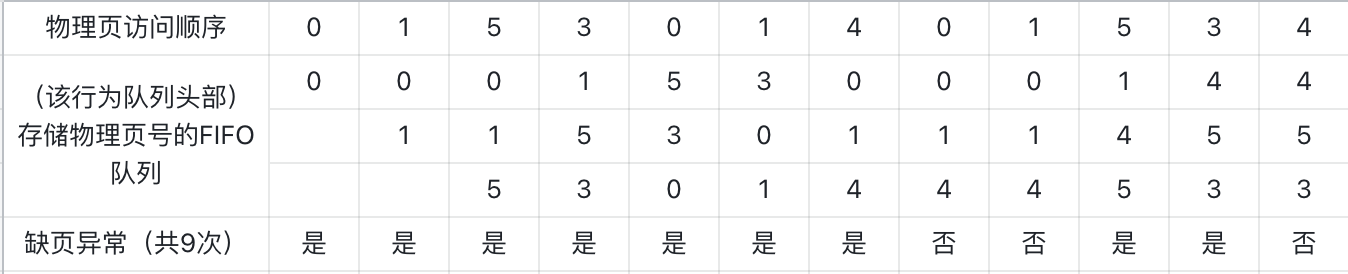 物理页访问顺序 0 1 5 3 0 1 4 0 1 5 3 4
（该行为队列头部） 0 0 0 1 5 3 0 0 0 1 4 4
存储物理页号的FIFO 1 1 5 3 0 1 1 1 4 5 5
队列 5 3 0 1 4 4 4 5 3 3
缺页异常（共9次） 是 是 是 是 是 是 是 否 否 是 是 否